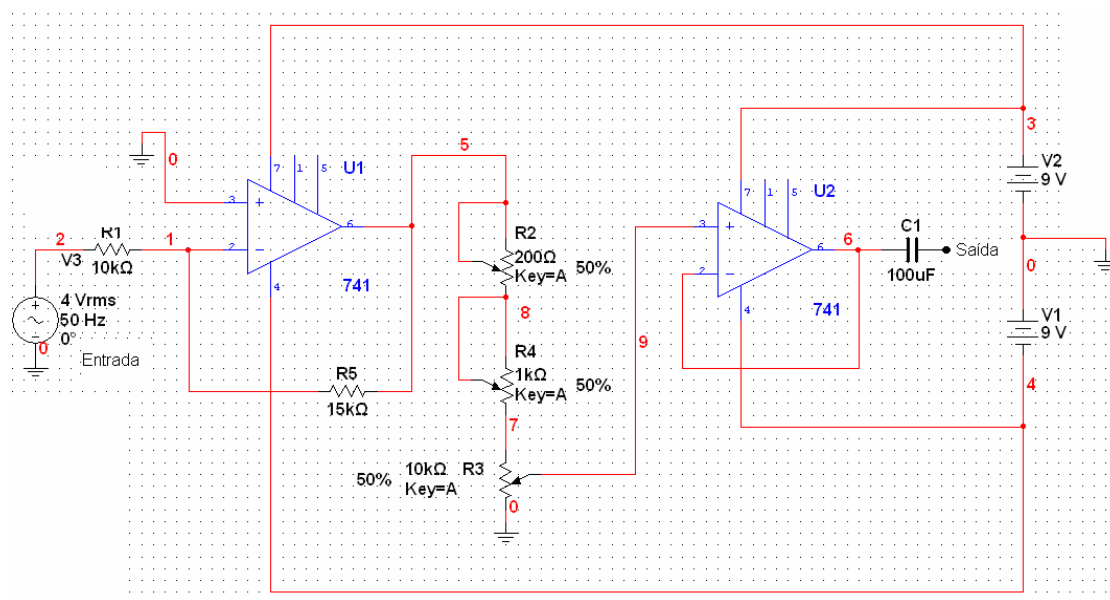 0
3
+
2
−
7
1
5
6
4
U1
741
2
R1
10kΩ
1
V3
4 Vrms
50 Hz
0°
0
Entrada
R5
15kΩ
5
R2
200Ω
Key=A
50%
8
R4
1kΩ
Key=A
50%
7
50%
10kΩ
R3
Key=A
0
9
3
+
2
−
7
1
5
6
4
U2
741
6
C1
100uF
Saída
3
V2
9 V
0
V1
9 V
4